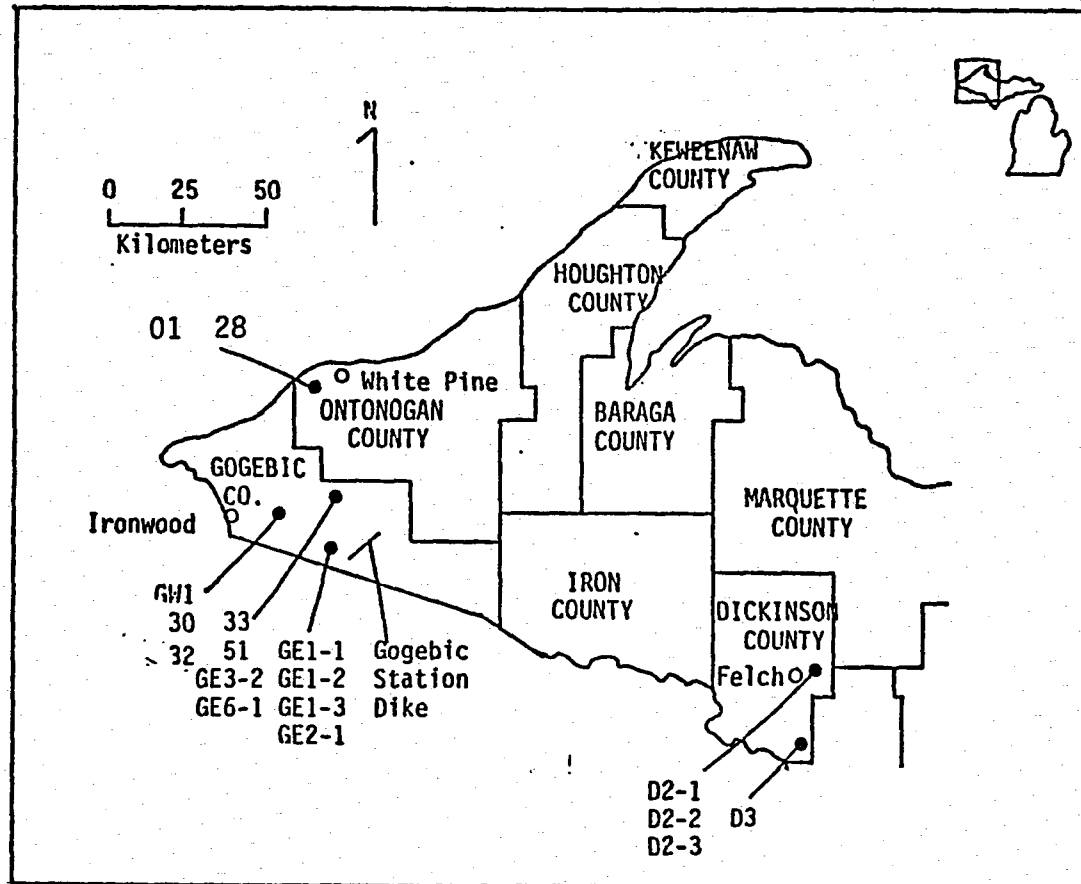 N
KEWEENAW
COUNTY
0 25 50
Kilometers
HOUGHTON
COUNTY
01 28
White Pine
ONTONOGAN
COUNTY
BARAGA
COUNTY
GOGEBIC
CO.
Ironwood
MARQUETTE
COUNTY
IRON
COUNTY
DICKINSON
COUNTY
Felch
GW1
30 33
32 51 GE1-1 Gogebic
GE3-2 GE1-2 Station
GE6-1 GE1-3 Dike
GE2-1
D2-1
D2-2 D3
D2-3